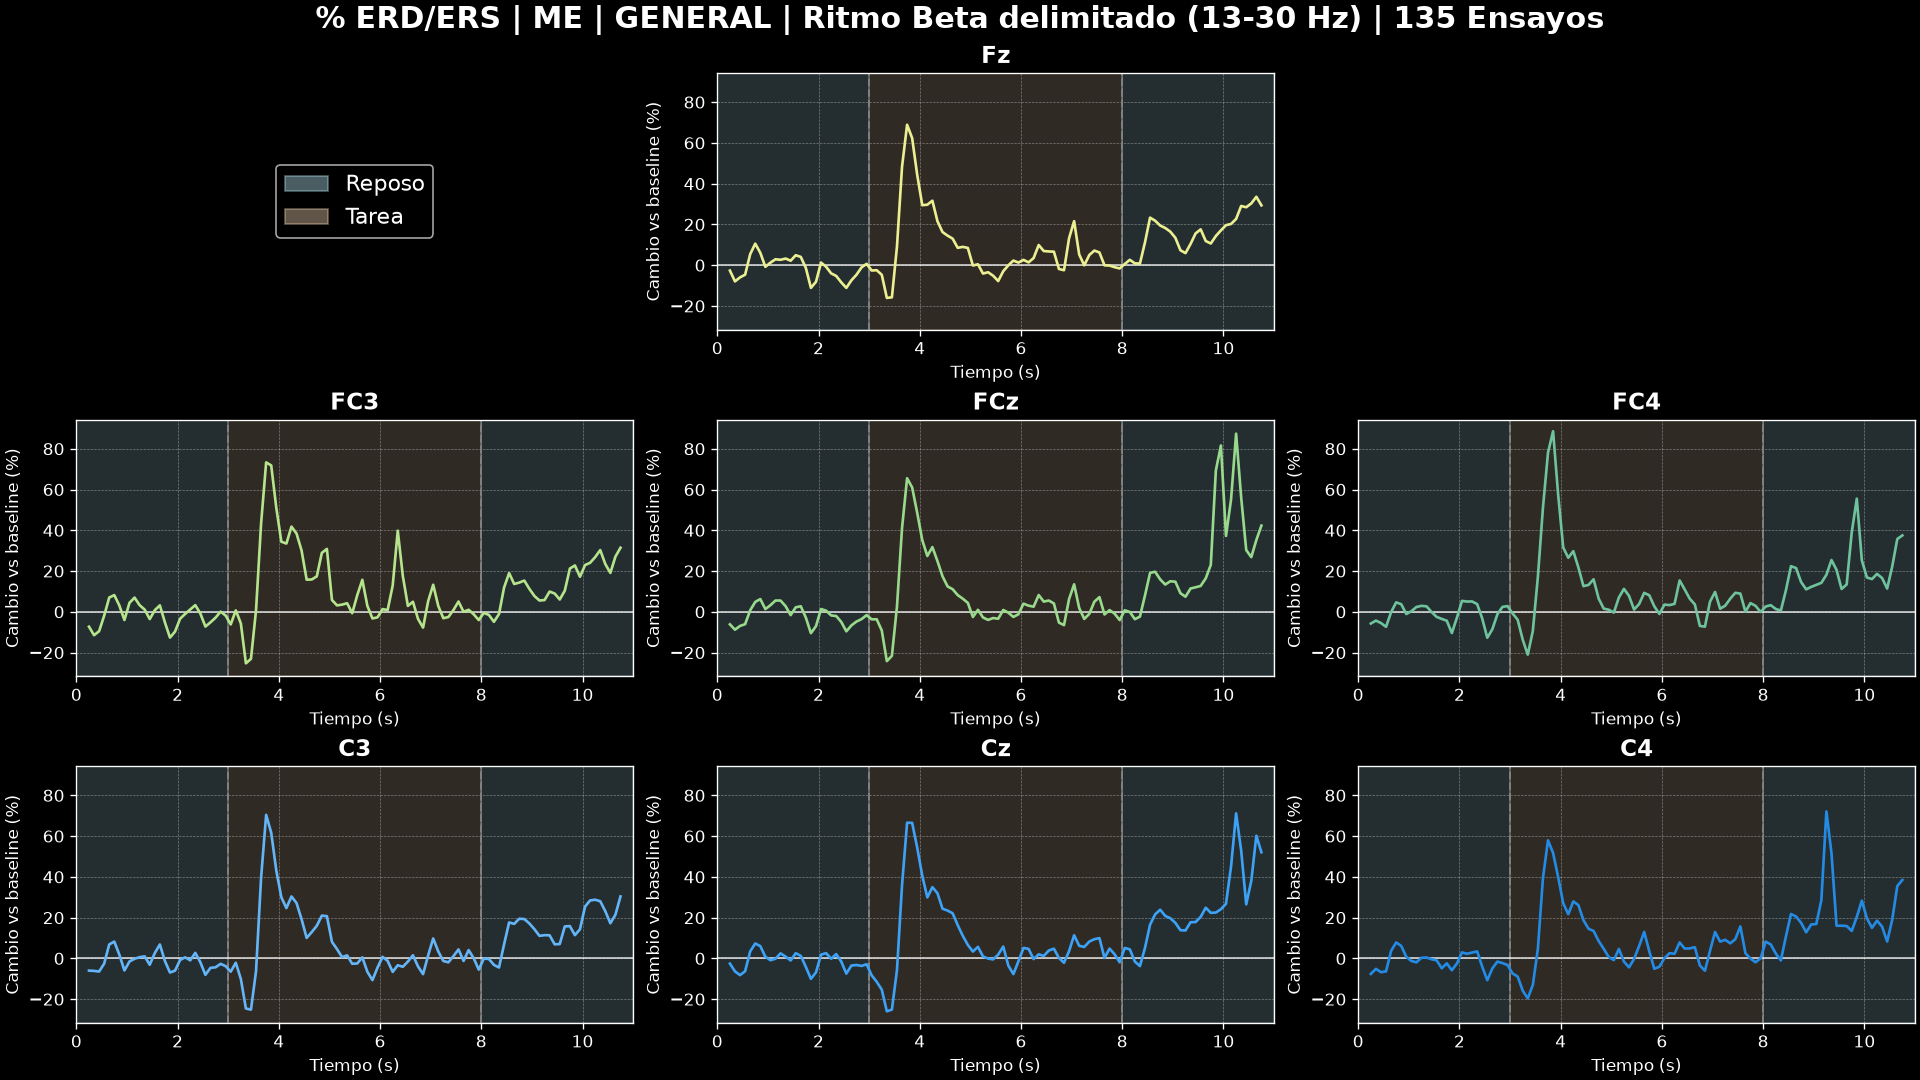 % ERD/ERS | ME | GENERAL | Ritmo Beta delimitado (13-30 Hz) | 135 Ensayos
Fz
Reposo
Tarea
Cambio vs baseline (%)
80
60
40
20
0
−20
0 2 4 6 8 10
Tiempo (s)
FC3
Cambio vs baseline (%)
80
60
40
20
0
−20
0 2 4 6 8 10
Tiempo (s)
FCz
Cambio vs baseline (%)
80
60
40
20
0
−20
0 2 4 6 8 10
Tiempo (s)
FC4
Cambio vs baseline (%)
80
60
40
20
0
−20
0 2 4 6 8 10
Tiempo (s)
C3
Cambio vs baseline (%)
80
60
40
20
0
−20
0 2 4 6 8 10
Tiempo (s)
Cz
Cambio vs baseline (%)
80
60
40
20
0
−20
0 2 4 6 8 10
Tiempo (s)
C4
Cambio vs baseline (%)
80
60
40
20
0
−20
0 2 4 6 8 10
Tiempo (s)